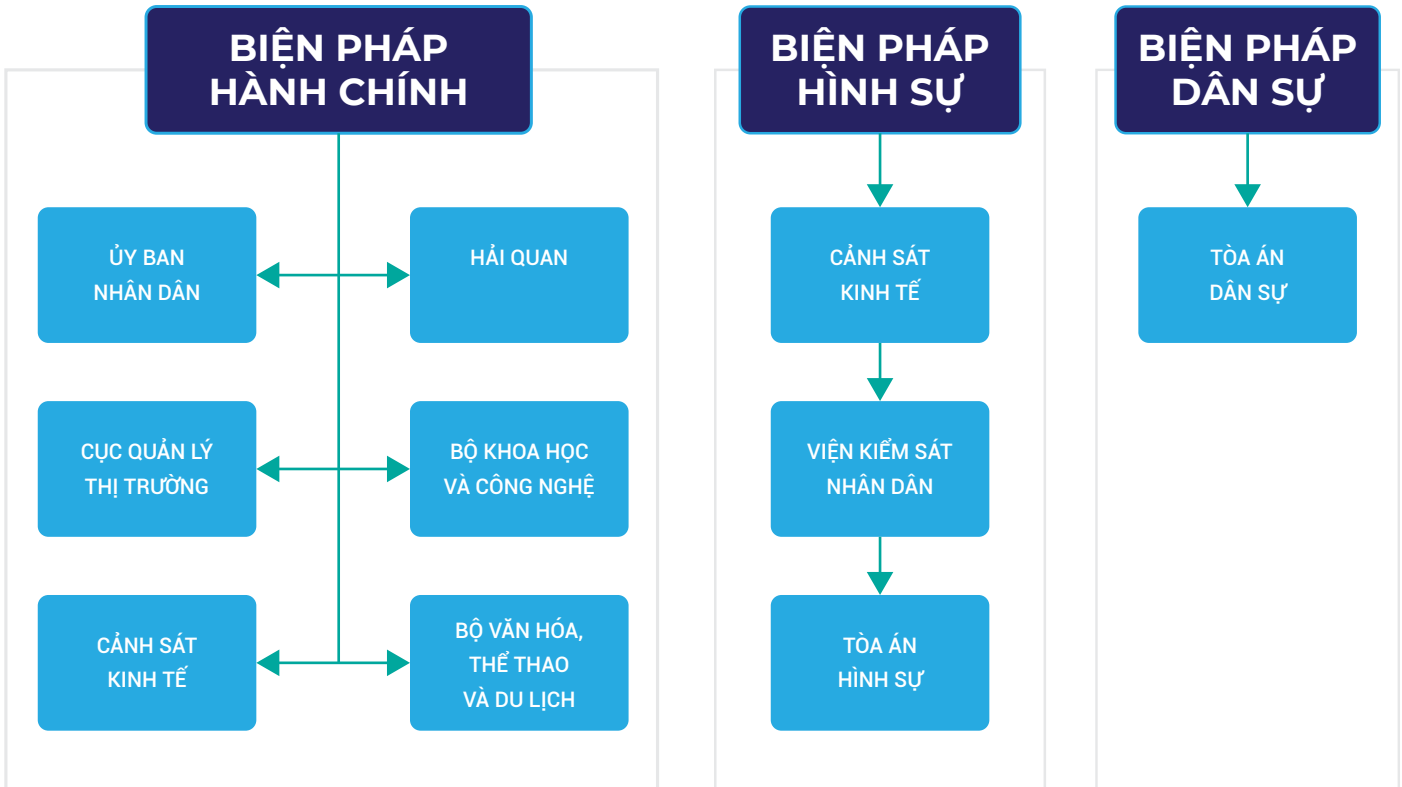 BIỆN PHÁP
HÀNH CHÍNH
ỦY BAN
NHÂN DÂN
HẢI QUAN
CỤC QUẢN LÝ
THỊ TRƯỜNG
BỘ KHOA HỌC
VÀ CÔNG NGHỆ
CẢNH SÁT
KINH TẾ
BỘ VĂN HÓA,
THỂ THAO
VÀ DU LỊCH
BIỆN PHÁP
HÌNH SỰ
CẢNH SÁT
KINH TẾ
VIỆN KIỂM SÁT
NHÂN DÂN
TÒA ÁN
HÌNH SỰ
BIỆN PHÁP
DÂN SỰ
TÒA ÁN
DÂN SỰ